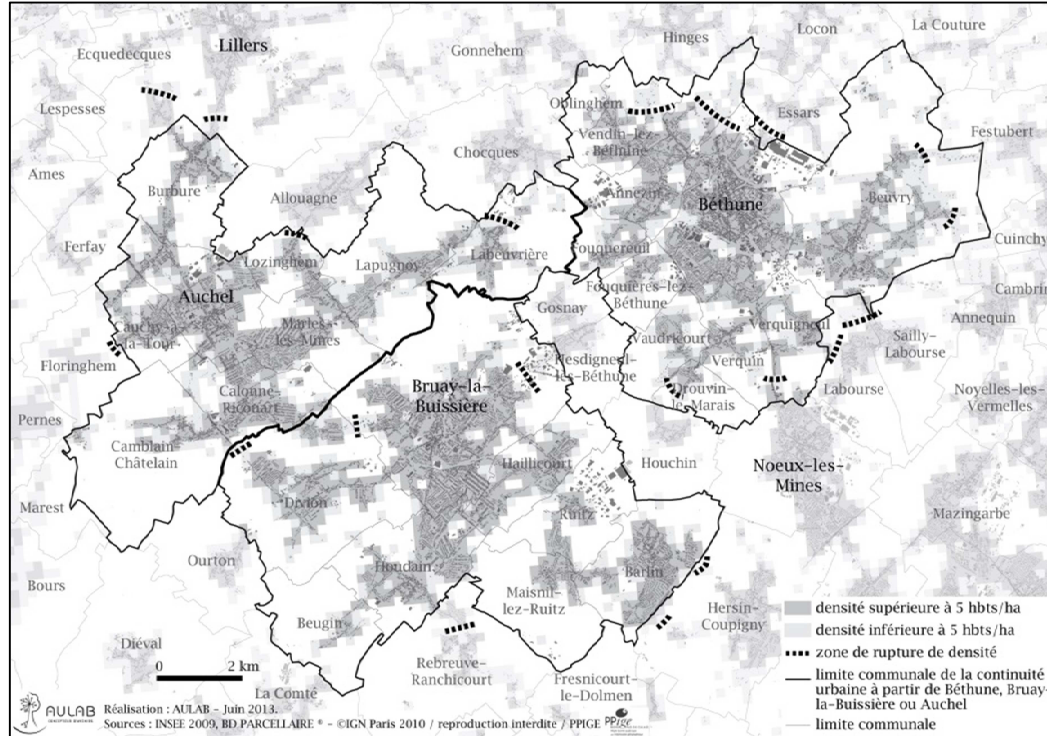 Ecquedecques
Lillers
Gonnehem
Hinges
Locon
La Couture
Lespesses
Oblinghem
Essars
Festubert
Vendin-lez-
Béthune
Chocques
Ames
Burbure
Allouagne
Annezin
Béthune
Beuvry
Ferfay
Lozinghem
Lapugnoy
Labeuvrière
Fouquereuil
Cuinchy
Auchel
Fouquières-lez-
Béthune
Cambrin
Gosnay
Annequin
Cauchy-à-
la-Tour
Marles-
les-Mines
Verquigneul
Vaudricourt
Sailly-
Labourse
Floringhem
Hesdigneul-
lès-Béthune
Verquin
Bruay-la-
Buissière
Calonne-
Ricouart
Drouvin-
le-Marais
Labourse
Noyelles-les-
Vermelles
Pernes
Camblain-
Châtelain
Haillicourt
Houchin
Noeux-les-
Mines
Marest
Divion
Ruitz
Mazingarbe
Ourton
Houdain
Barlin
Bours
Maisnil-
lez-Ruitz
Beugin
Hersin-
Coupigny
Diéval
Rebreuve-
Ranchicourt
Fresnicourt-
le-Dolmen
La Comté
0 2 km
densité supérieure à 5 hbts/ha
densité inférieure à 5 hbts/ha
zone de rupture de densité
limite communale de la continuité
urbaine à partir de Béthune, Bruay-
la-Buissière ou Auchel
limite communale
AULAB
Réalisation : AULAB - Juin 2013.
Sources : INSEE 2009, BD PARCELLAIRE ® - ©IGN Paris 2010 / reproduction interdite / PPIGE PPige